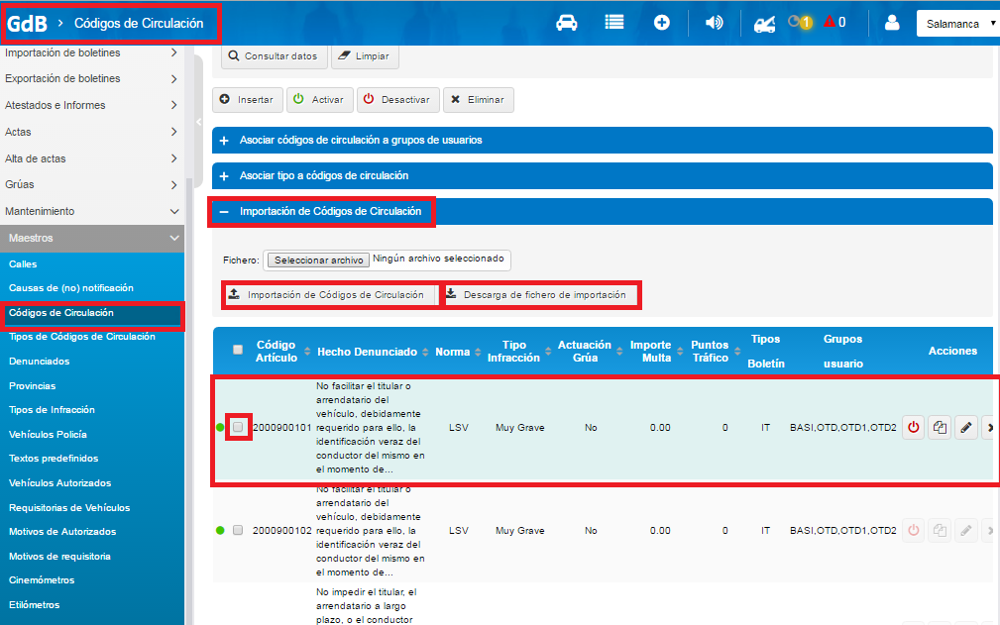 GdB > Códigos de Circulación
1
0
Salamanca
Importación de boletines
Exportación de boletines
Atestados e Informes
Actas
Alta de actas
Grúas
Mantenimiento
Maestros
Calles
Causas de (no) notificación
Códigos de Circulación
Tipos de Códigos de Circulación
Denunciados
Provincias
Tipos de Infracción
Vehículos Policía
Textos predefinidos
Vehículos Autorizados
Requisitorias de Vehículos
Motivos de Autorizados
Motivos de requisitoria
Cinemómetros
Etilómetros
Consultar datos
Limpiar
Insertar
Activar
Desactivar
Eliminar
Asociar códigos de circulación a grupos de usuarios
Asociar tipo a códigos de circulación
Importación de Códigos de Circulación
Fichero: Seleccionar archivo Ningún archivo seleccionado
Importación de Códigos de Circulación
Descarga de fichero de importación
Código
Artículo
Hecho Denunciado
Norma
Tipo
Infracción
Actuación
Grúa
Importe
Multa
Puntos
Tráfico
Tipos
Boletín
Grupos
usuario
Acciones
2000900101
No facilitar el titular o
arrendatario del
vehículo, debidamente
requerido para ello, la
identificación veraz del
conductor del mismo en
el momento de...
LSV
Muy Grave
No
0.00
0
IT
BASI,OTD,OTD1,OTD2
2000900102
No facilitar el titular o
arrendatario del
vehículo, debidamente
requerido para ello, la
identificación veraz del
conductor del mismo en
el momento de...
LSV
Muy Grave
No
0.00
0
IT
BASI,OTD,OTD1,OTD2
No impedir el titular, el
arrendatario a largo
plazo, o el conductor